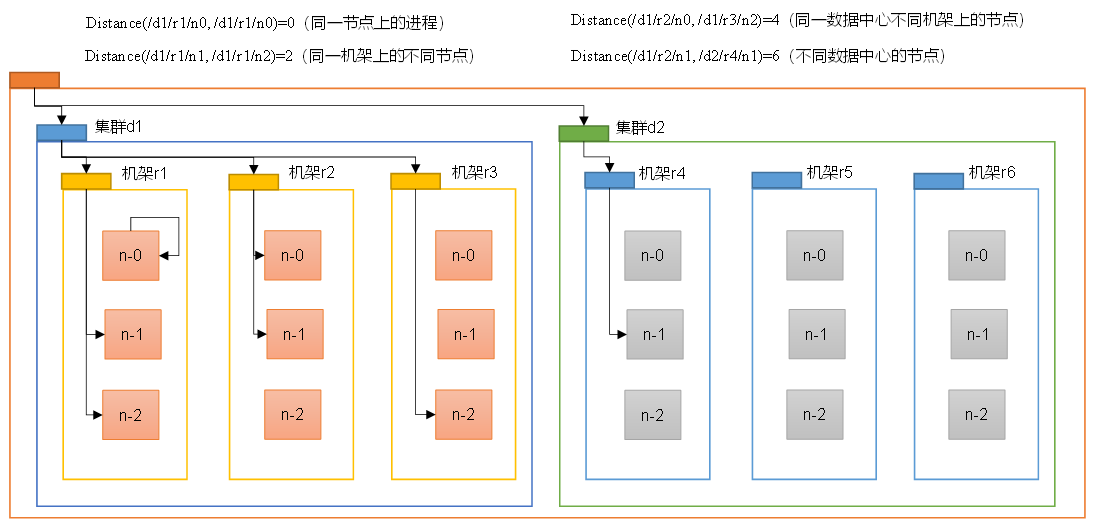 Distance(/d1/r1/n0, /d1/r1/n0)=0（同一节点上的进程）
Distance(/d1/r2/n0, /d1/r3/n2)=4（同一数据中心不同机架上的节点）
Distance(/d1/r1/n1, /d1/r1/n2)=2（同一机架上的不同节点）
Distance(/d1/r2/n1, /d2/r4/n1)=6（不同数据中心的节点）
集群d1
集群d2
机架r1
机架r2
机架r3
机架r4
机架r5
机架r6
n-0
n-0
n-0
n-0
n-0
n-0
n-1
n-1
n-1
n-1
n-1
n-1
n-2
n-2
n-2
n-2
n-2
n-2